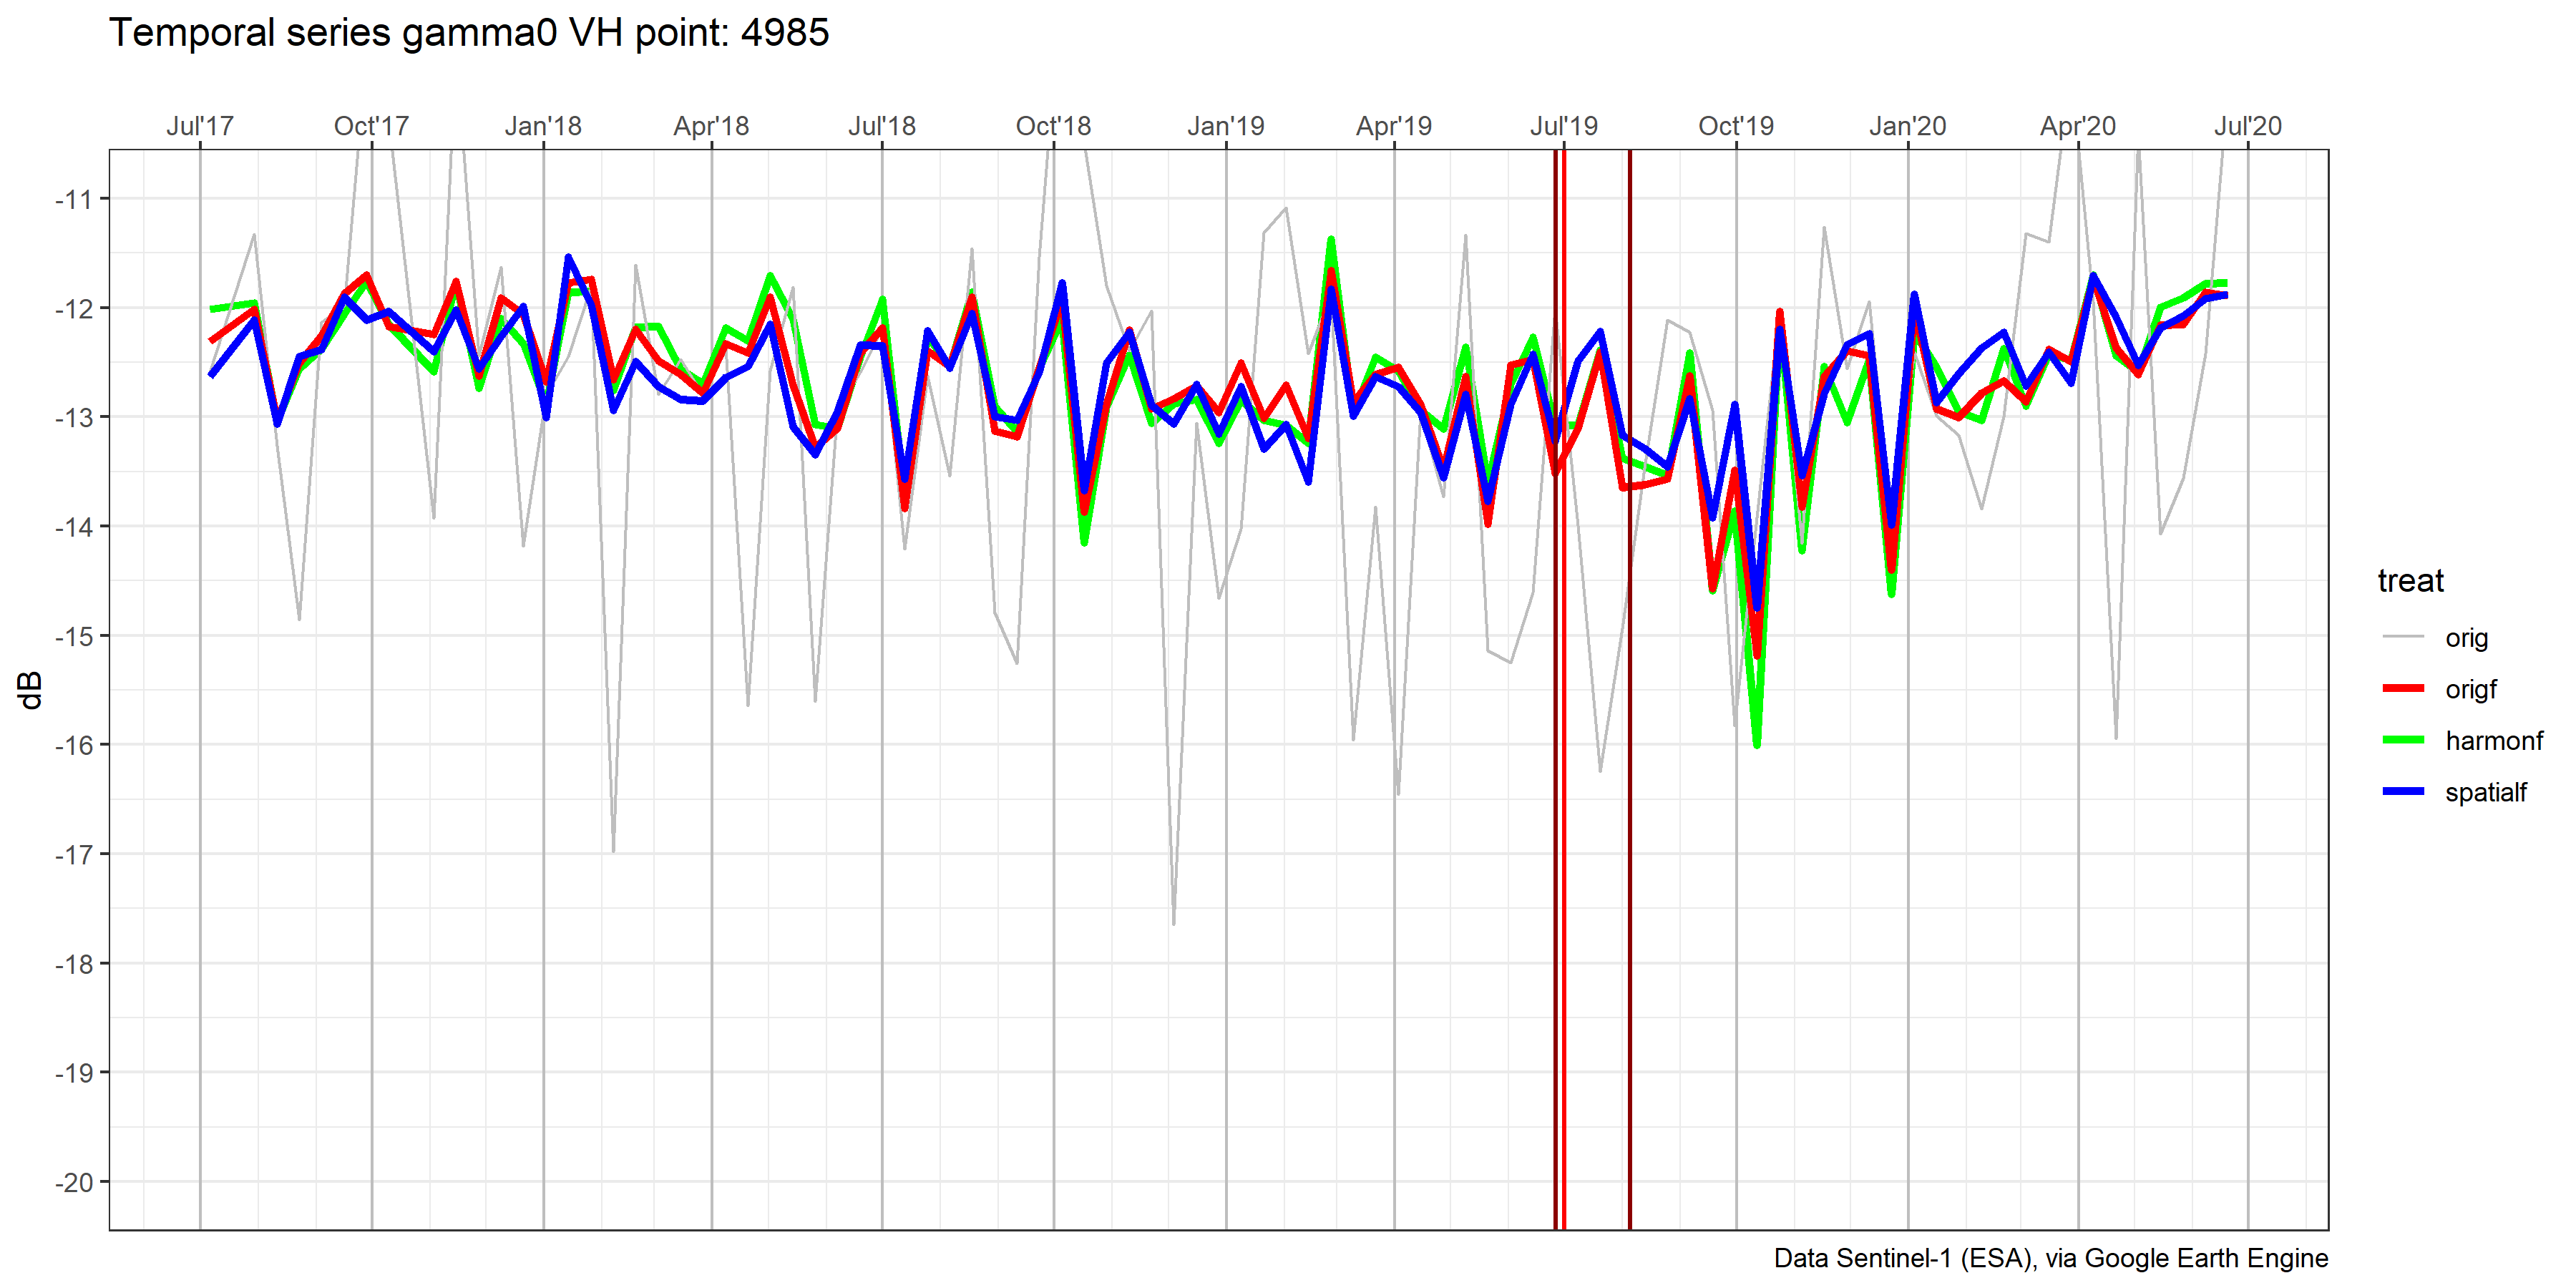 Temporal series gamma0 VH point: 4985
Jul'17 Oct'17 Jan'18 Apr'18 Jul'18 Oct'18 Jan'19 Apr'19 Jul'19 Oct'19 Jan'20 Apr'20 Jul'20
-11
-12
-13
-14
-15
-16
-17
-18
-19
-20
dB
treat
orig
origf
harmonf
spatialf
Data Sentinel-1 (ESA), via Google Earth Engine